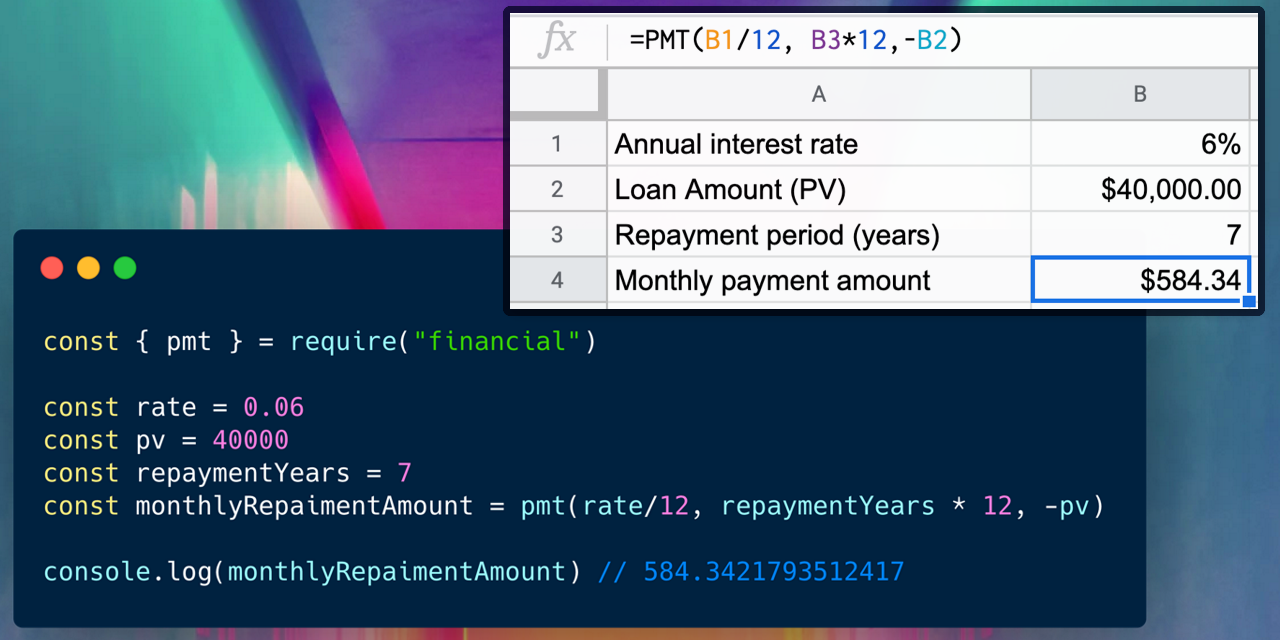 fx =PMT(B1/12, B3*12,-B2)
A B
1 Annual interest rate 6%
2 Loan Amount (PV) $40,000.00
3 Repayment period (years) 7
4 Monthly payment amount $584.34
const { pmt } = require("financial")
const rate = 0.06
const pv = 40000
const repaymentYears = 7
const monthlyRepaimentAmount = pmt(rate/12, repaymentYears * 12, -pv)
console.log(monthlyRepaimentAmount) // 584.3421793512417